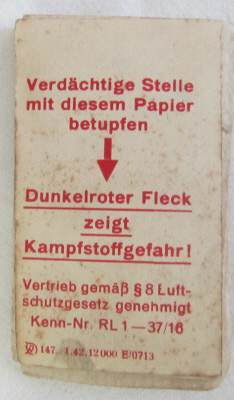 Verdächtige Stelle
mit diesem Papier
betupfen
Dunkelroter Fleck
zeigt
Kampfstoffgefahr!
Vertrieb gemäß § 8 Luft-
schutzgesetz genehmigt
Kenn-Nr. RL 1—37/16
147. 1.42.12000 E/0713